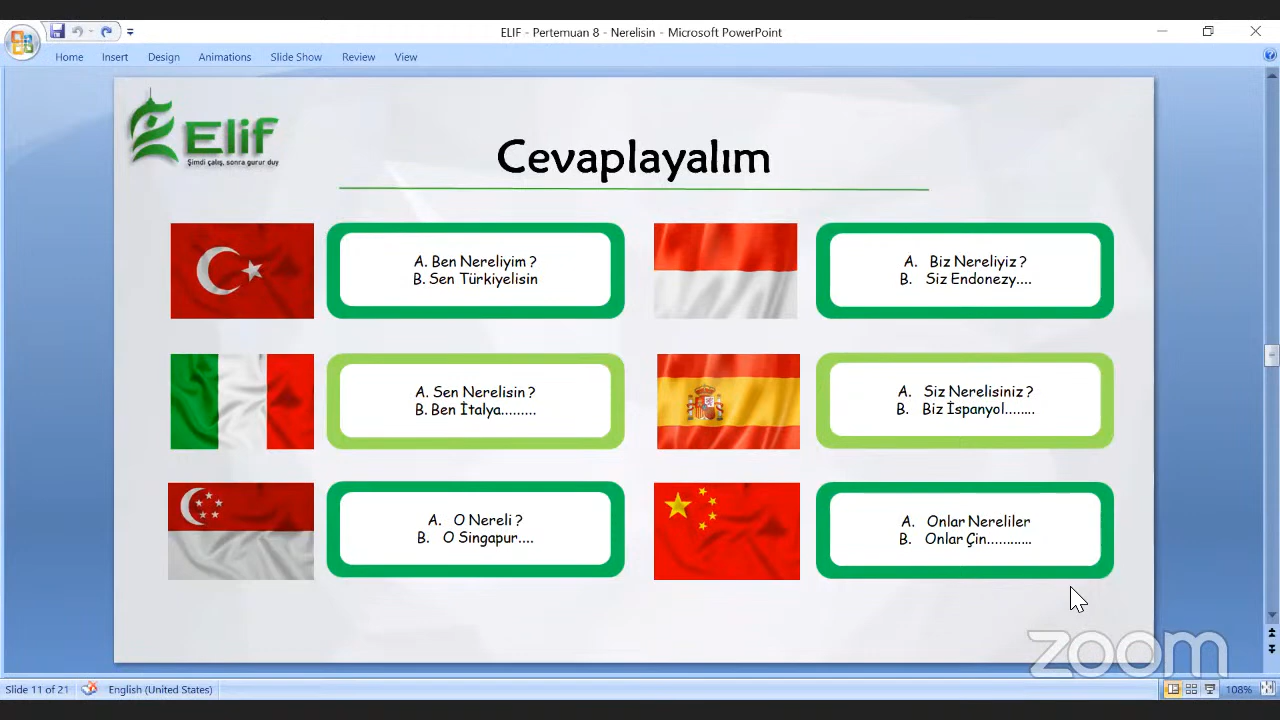 ELIF - Pertemuan 8 - Nerelisin - Microsoft PowerPoint
Home Insert Design Animations Slide Show Review View
Elif
Şimdi çalış, sonra gurur duy
Cevaplayalım
A. Ben Nereliyim ?
B. Sen Türkiyelisin
A. Biz Nereliyiz ?
B. Siz Endonezy....
A. Sen Nerelisin ?
B. Ben İtalya.........
A. Siz Nerelisiniz ?
B. Biz İspanyol........
A. O Nereli ?
B. O Singapur....
A. Onlar Nereliler
B. Onlar Çin............
zoom
Slide 11 of 21 English (United States) 108%